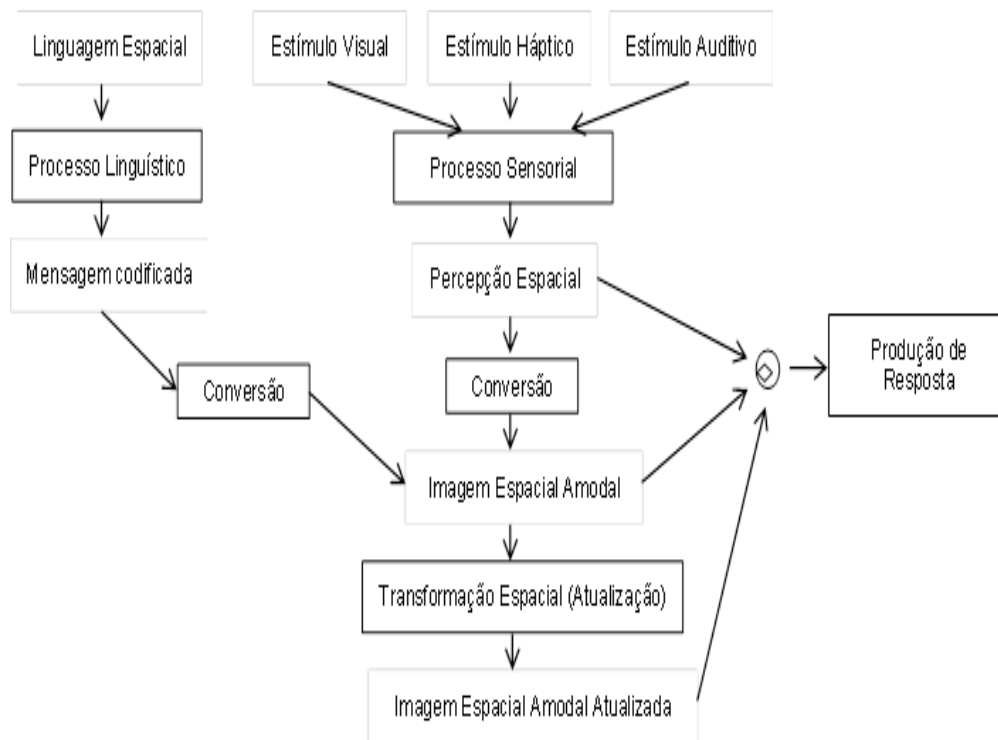 Linguagem Espacial
Estímulo Visual
Estímulo Háptico
Estímulo Auditivo
Processo Linguístico
Processo Sensorial
Mensagem codificada
Percepção Espacial
Produção de
Resposta
Conversão
Conversão
Imagem Espacial Amodal
Transformação Espacial (Atualização)
Imagem Espacial Amodal Atualizada